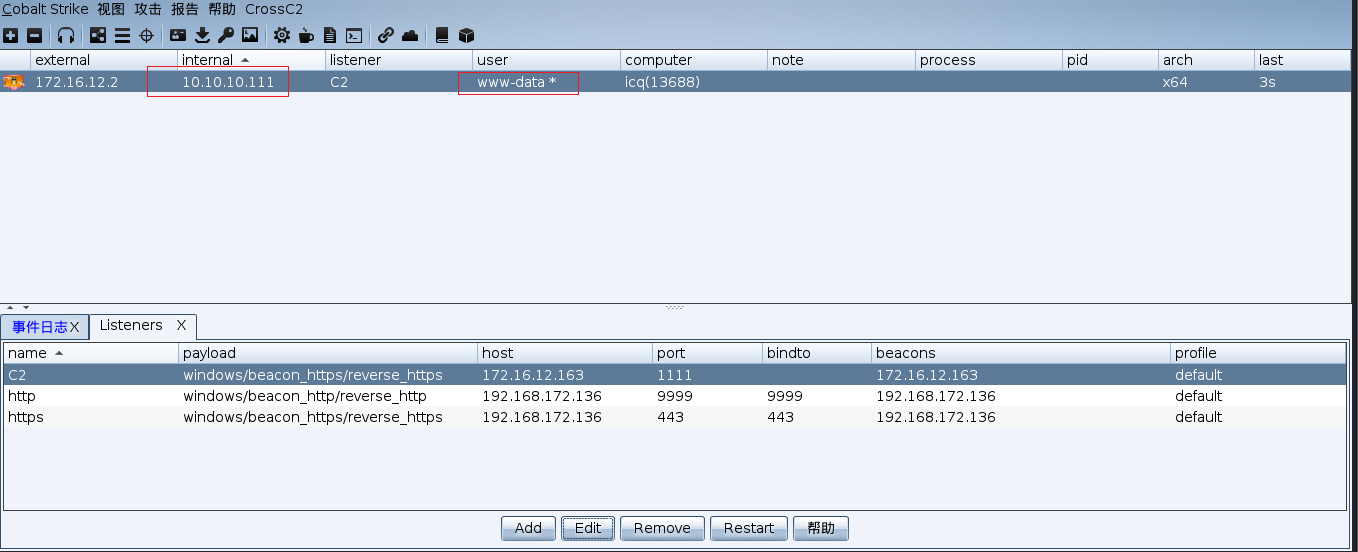 Cobalt Strike 视图 攻击 报告 帮助 CrossC2
external internal listener user computer note process pid arch last
172.16.12.2 10.10.10.111 C2 www-data * icq(13688) x64 3s
事件日志 X Listeners X
name payload host port bindto beacons profile
C2 windows/beacon_https/reverse_https 172.16.12.163 1111 172.16.12.163 default
http windows/beacon_http/reverse_http 192.168.172.136 9999 9999 192.168.172.136 default
https windows/beacon_https/reverse_https 192.168.172.136 443 443 192.168.172.136 default
Add Edit Remove Restart 帮助